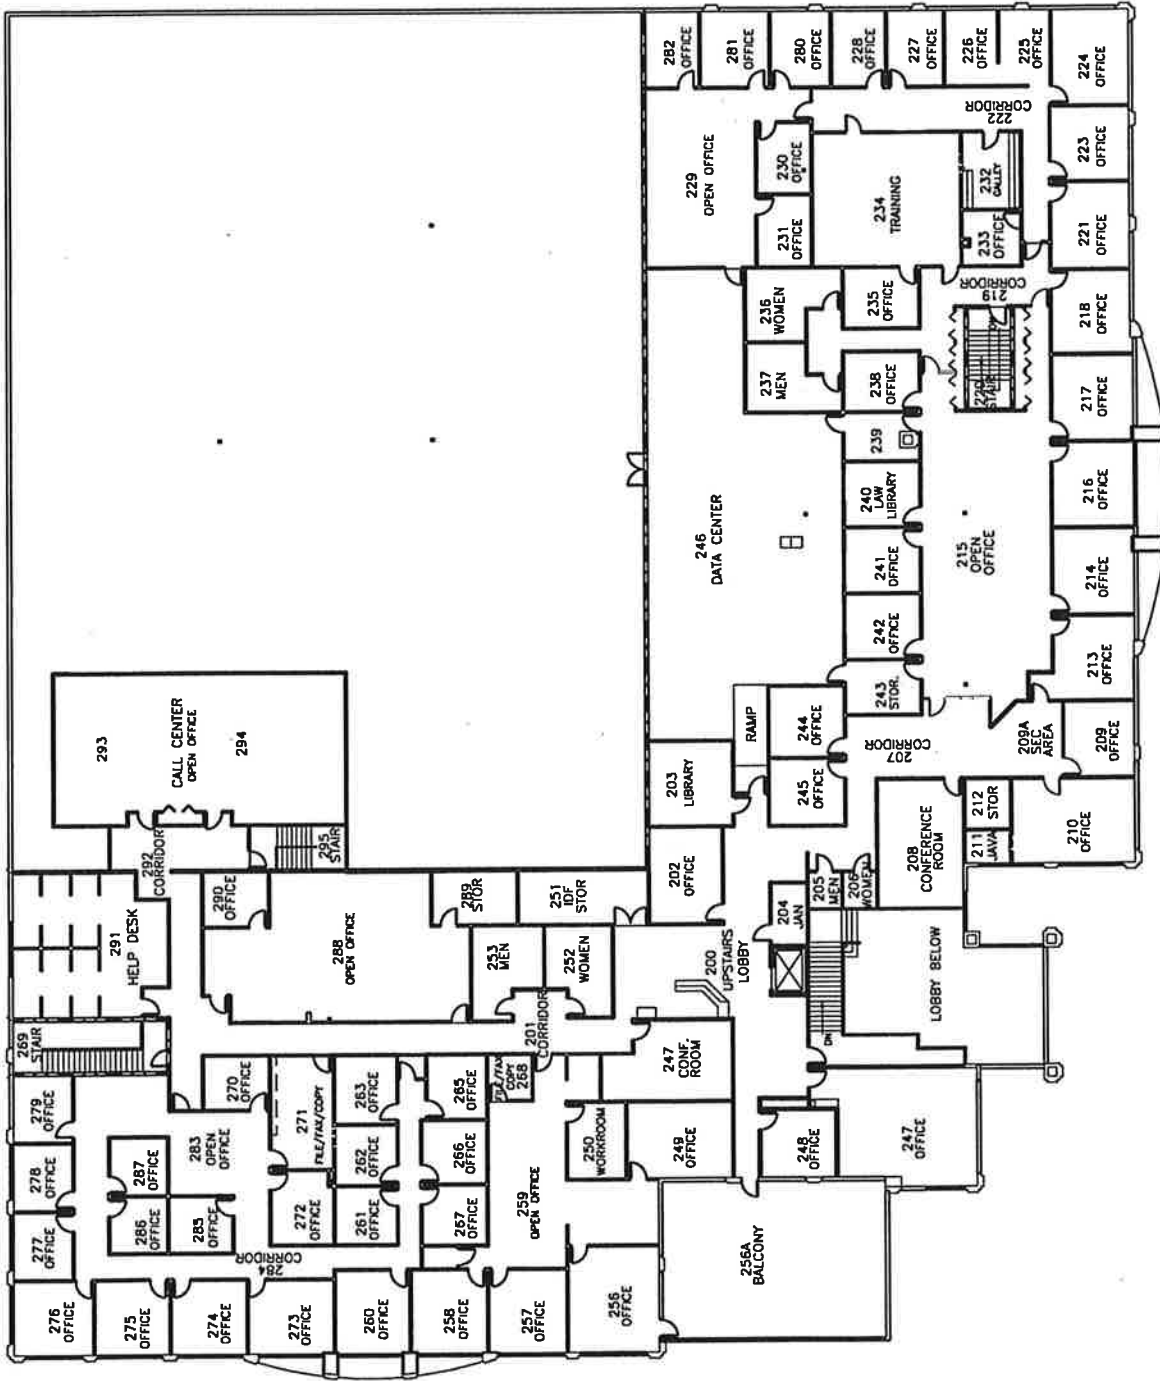 282
OFFICE
281
OFFICE
280
OFFICE
228
OFFICE
227
OFFICE
226
OFFICE
225
OFFICE
224
OFFICE
222
CORRIDOR
223
OFFICE
221
OFFICE
229
OPEN OFFICE
230
OFFICE
231
OFFICE
234
TRAINING
232
GALLEY
233
OFFICE
219
CORRIDOR
218
OFFICE
236
WOMEN
235
OFFICE
237
MEN
238
OFFICE
220
STAIR
DN
217
OFFICE
239
240
LAW
LIBRARY
216
OFFICE
246
DATA CENTER
241
OFFICE
215
OPEN
OFFICE
214
OFFICE
242
OFFICE
243
STOR.
213
OFFICE
293
CALL CENTER
OPEN OFFICE
294
RAMP
244
OFFICE
207
CORRIDOR
209A
SEC
AREA
209
OFFICE
203
LIBRARY
245
OFFICE
212
STOR
211
JAVA
210
OFFICE
208
CONFERENCE
ROOM
292
CORRIDOR
295
STAIR
202
OFFICE
205
MEN
206
WOMEN
204
JAN
291
HELP DESK
290
OFFICE
289
STOR
251
IDF
STOR
288
OPEN OFFICE
253
MEN
252
WOMEN
200
UPSTAIRS
LOBBY
LOBBY BELOW
DN
269
STAIR
201
CORRIDOR
247
CONF.
ROOM
279
OFFICE
270
OFFICE
271
FILE/TAX/COPY
263
OFFICE
265
OFFICE
FILE/TAX
COPY
268
278
OFFICE
287
OFFICE
283
OPEN
OFFICE
262
OFFICE
266
OFFICE
250
WORKROOM
249
OFFICE
248
OFFICE
247
OFFICE
277
OFFICE
286
OFFICE
285
OFFICE
272
OFFICE
261
OFFICE
267
OFFICE
259
OPEN OFFICE
284
CORRIDOR
256A
BALCONY
276
OFFICE
275
OFFICE
274
OFFICE
273
OFFICE
260
OFFICE
258
OFFICE
257
OFFICE
256
OFFICE